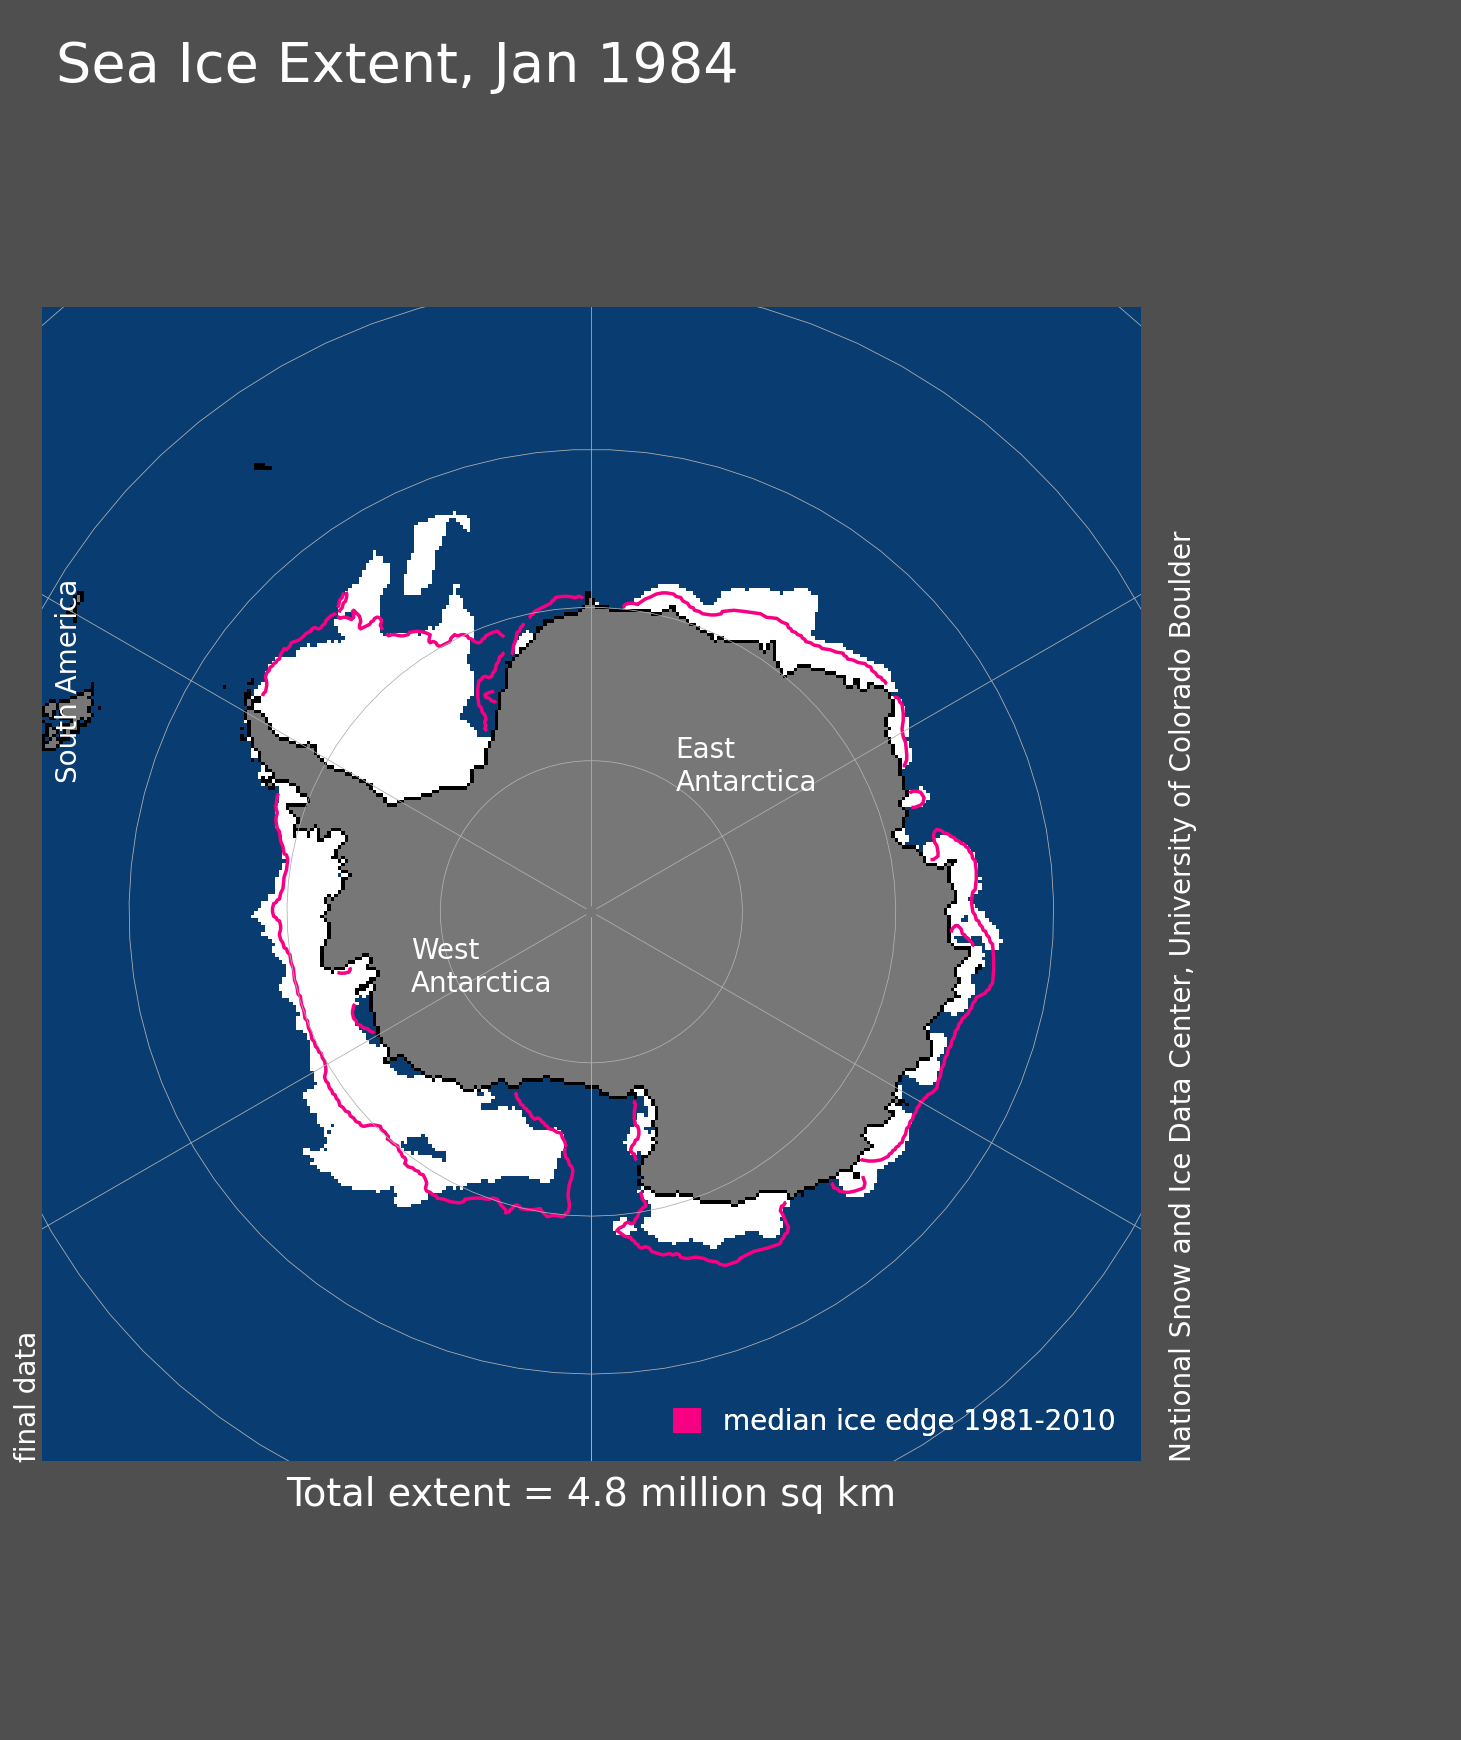 Sea Ice Extent, Jan 1984
South America
East
Antarctica
West
Antarctica
median ice edge 1981-2010
final data
National Snow and Ice Data Center, University of Colorado Boulder
Total extent = 4.8 million sq km